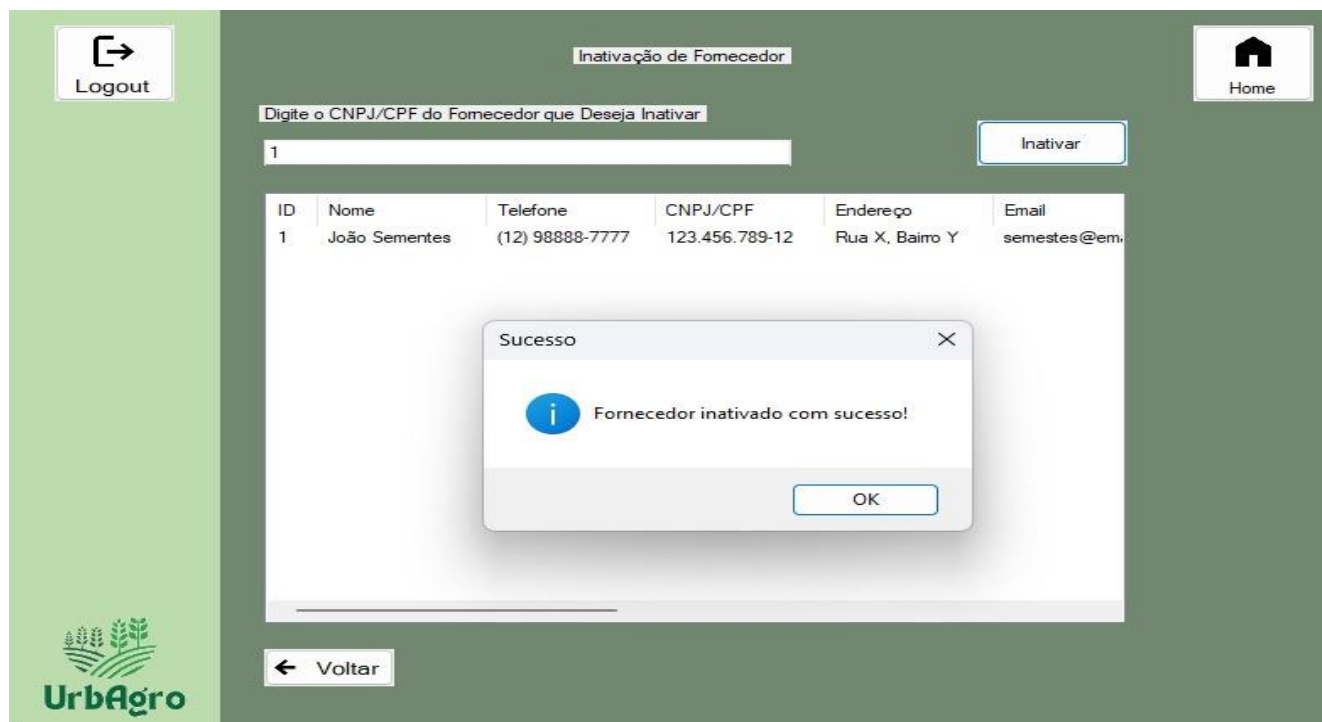 Logout
Inativação de Fornecedor
Home
Digite o CNPJ/CPF do Fornecedor que Deseja Inativar
1
Inativar
ID Nome Telefone CNPJ/CPF Endereço Email
1 João Sementes (12) 98888-7777 123.456.789-12 Rua X, Bairro Y semestes@em
Sucesso
i
Fornecedor inativado com sucesso!
OK
Voltar
UrbAgro